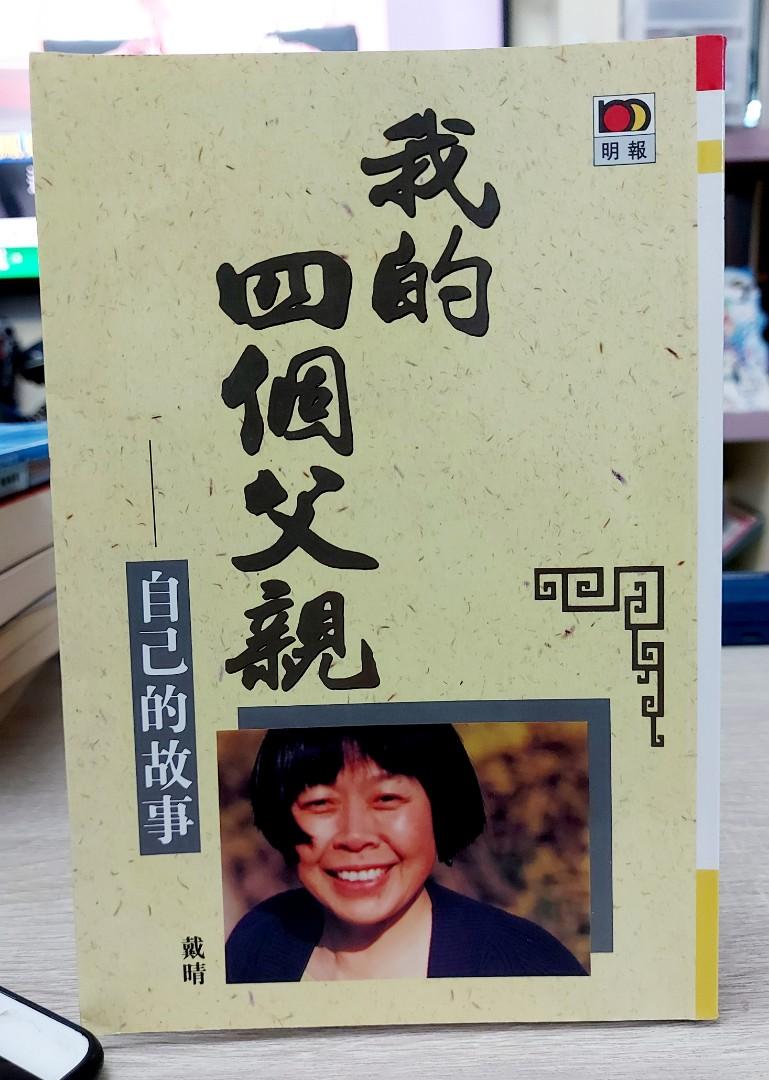 明報
我的
四個父親
——自己的故事
戴晴